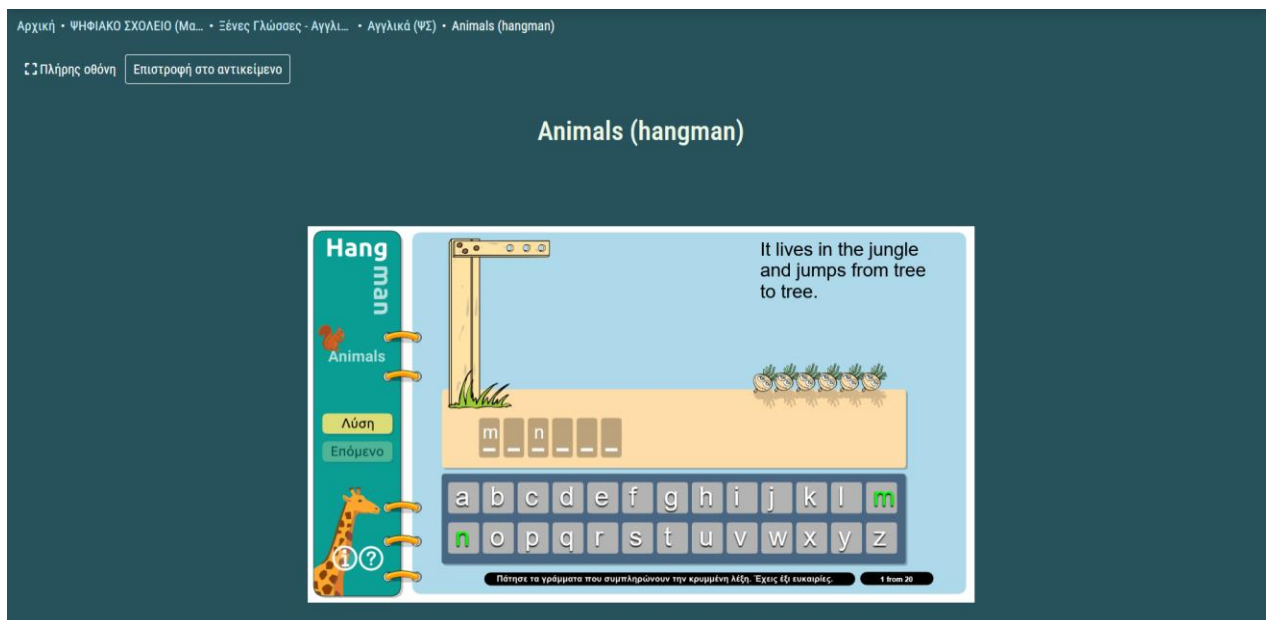 Αρχική • ΨΗΦΙΑΚΟ ΣΧΟΛΕΙΟ (Μα... • Ξένες Γλώσσες - Αγγλι... • Αγγλικά (ΨΣ) • Animals (hangman)
Πλήρης οθόνη Επιστροφή στο αντικείμενο
Animals (hangman)
Hang
man
Animals
Λύση
Επόμενο
It lives in the jungle
and jumps from tree
to tree.
m _ n _ _ _
a b c d e f g h i j k l m
n o p q r s t u v w x y z
Πάτησε τα γράμματα που συμπληρώνουν την κρυμμένη λέξη. Έχεις έξι ευκαιρίες. 1 from 20